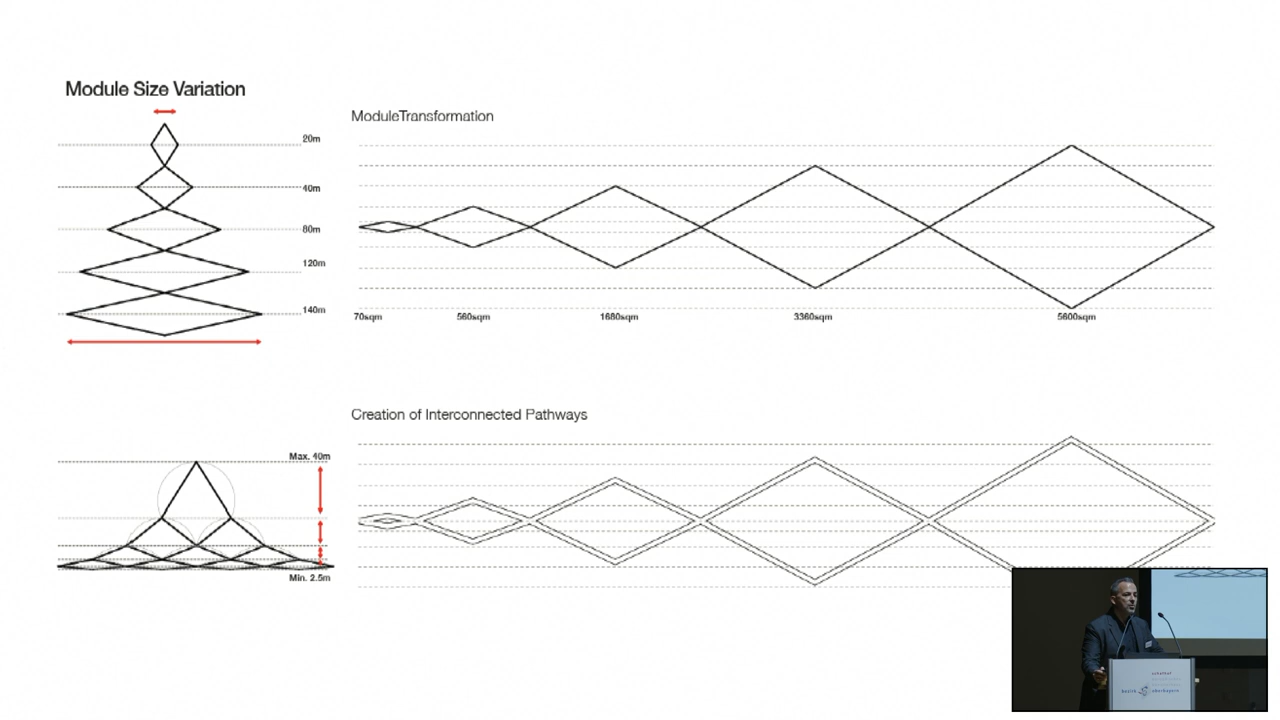 Module Size Variation
20m
40m
80m
120m
140m
ModuleTransformation
70sqm
560sqm
1680sqm
3360sqm
5600sqm
Creation of Interconnected Pathways
Max. 40m
Min. 2.5m